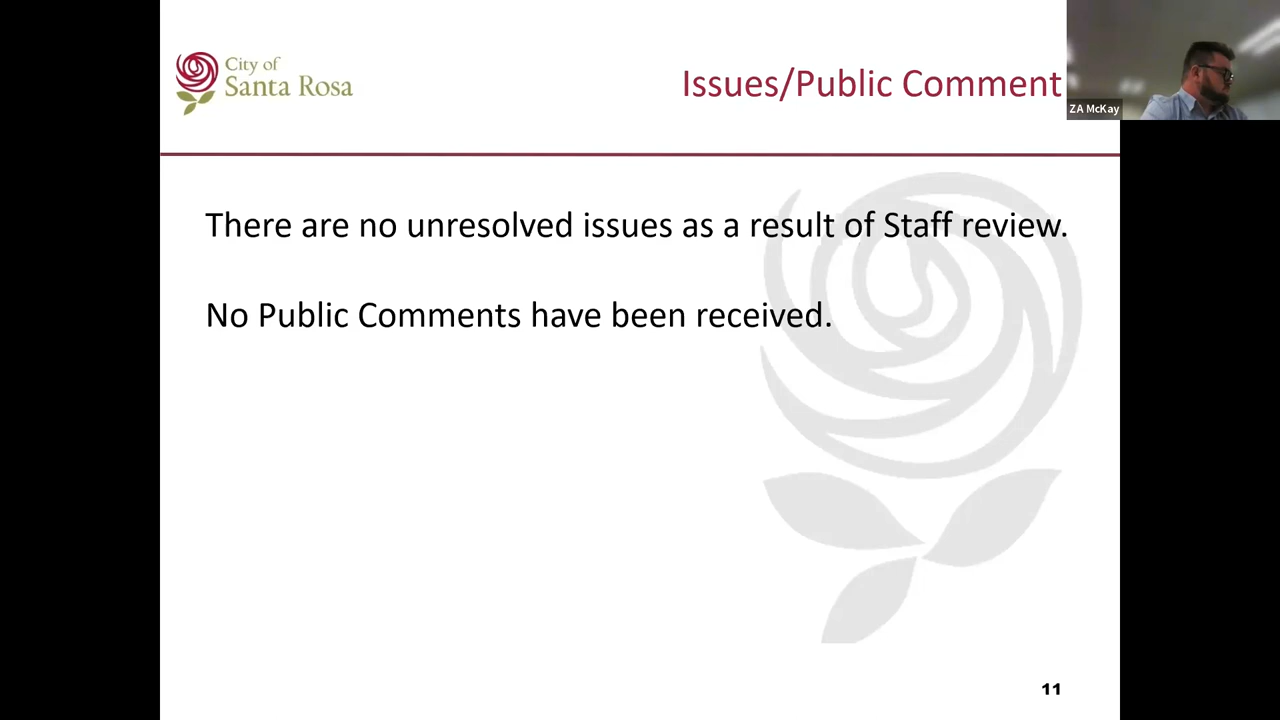 City of
Santa Rosa
Issues/Public Comment
ZA McKay
There are no unresolved issues as a result of Staff review.
No Public Comments have been received.
11